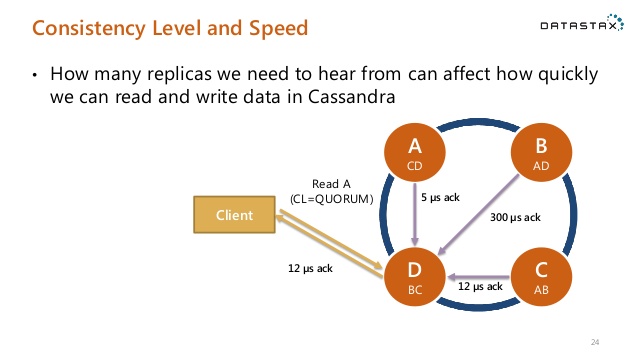 Consistency Level and Speed
DATASTAX
• How many replicas we need to hear from can affect how quickly
we can read and write data in Cassandra
A
CD
B
AD
Read A
(CL=QUORUM)
5 µs ack
Client
300 µs ack
12 µs ack
D
BC
12 µs ack
C
AB
24